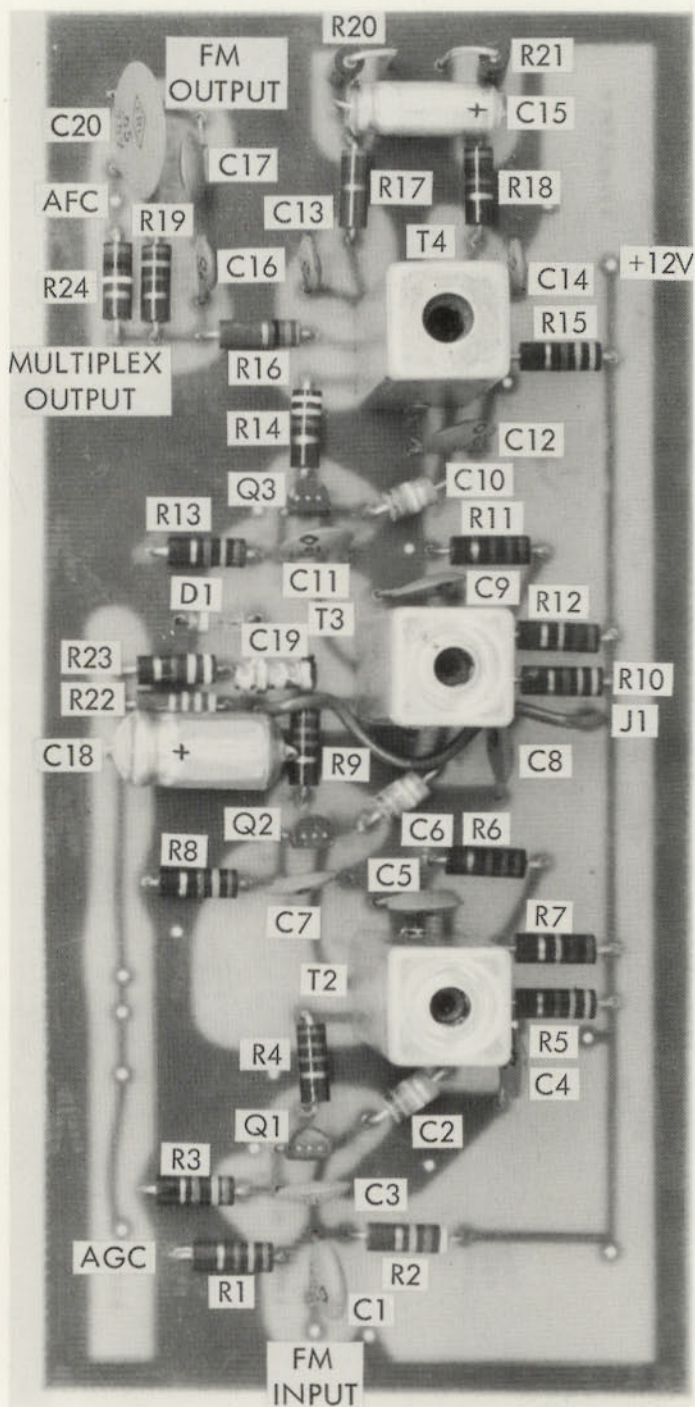 R20
R21
FM
OUTPUT
C20
C15
C17
R17
R18
AFC
R19
C13
T4
C16
+12V
R24
C14
R15
MULTIPLEX
OUTPUT
R16
R14
C12
Q3
C10
R13
R11
C11
C9
D1
T3
R12
C19
R23
R10
R22
J1
+
C18
R9
C8
Q2
C6
R6
R8
C5
C7
R7
T2
R4
R5
C4
Q1
C2
R3
C3
AGC
R1
R2
C1
FM
INPUT
+